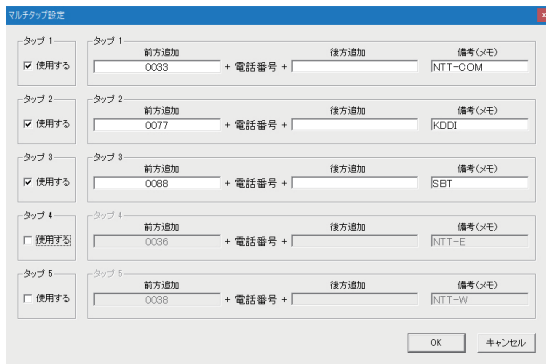 マルチタップ設定
x
タップ 1
タップ 1
使用する
前方追加
後方追加
備考(メモ)
0033
+ 電話番号 +
NTT-COM
タップ 2
タップ 2
使用する
前方追加
後方追加
備考(メモ)
0077
+ 電話番号 +
KDDI
タップ 3
タップ 3
使用する
前方追加
後方追加
備考(メモ)
0088
+ 電話番号 +
SBT
タップ 4
タップ 4
使用する
前方追加
後方追加
備考(メモ)
0036
+ 電話番号 +
NTT-E
タップ 5
タップ 5
使用する
前方追加
後方追加
備考(メモ)
0038
+ 電話番号 +
NTT-W
OK
キャンセル